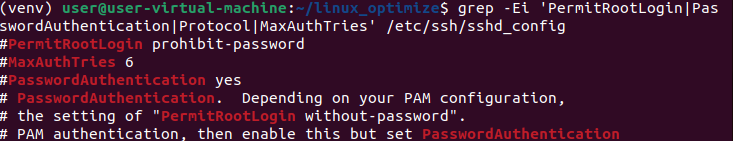 (venv) user@user-virtual-machine:~/linux_optimize$ grep -Ei 'PermitRootLogin|Pas
swordAuthentication|Protocol|MaxAuthTries' /etc/ssh/sshd_config
#PermitRootLogin prohibit-password
#MaxAuthTries 6
#PasswordAuthentication yes
# PasswordAuthentication.  Depending on your PAM configuration,
# the setting of "PermitRootLogin without-password".
# PAM authentication, then enable this but set PasswordAuthentication